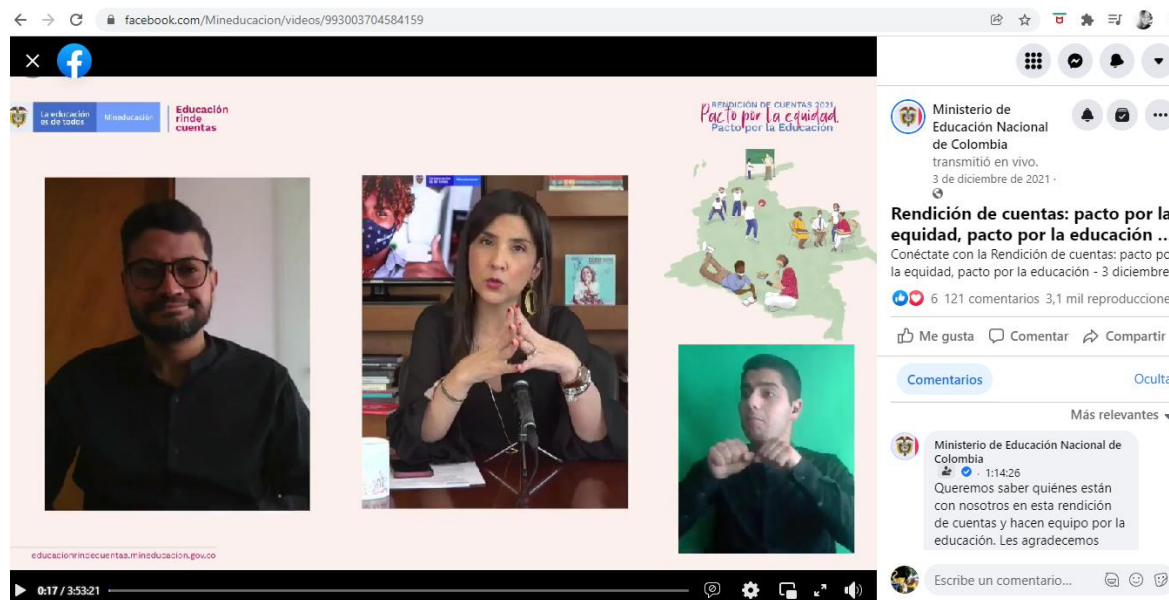 facebook.com/Mineducacion/videos/993003704584159
La educación
es de todos
Mineducación
Educación
rinde
cuentas
RENDICIÓN DE CUENTAS 2021
Pacto por la equidad,
Pacto por la Educación
educacionrindecuentas.mineducacion.gov.co
0:17 / 3:53:21
Ministerio de
Educación Nacional
de Colombia
transmitió en vivo.
3 de diciembre de 2021 ·
Rendición de cuentas: pacto por la
equidad, pacto por la educación ...
Conéctate con la Rendición de cuentas: pacto po
la equidad, pacto por la educación - 3 diciembre
6 121 comentarios 3,1 mil reproduccione
Me gusta Comentar Compartir
Comentarios Oculta
Más relevantes
Ministerio de Educación Nacional de
Colombia
· 1:14:26
Queremos saber quiénes están
con nosotros en esta rendición
de cuentas y hacen equipo por la
educación. Les agradecemos
Escribe un comentario...